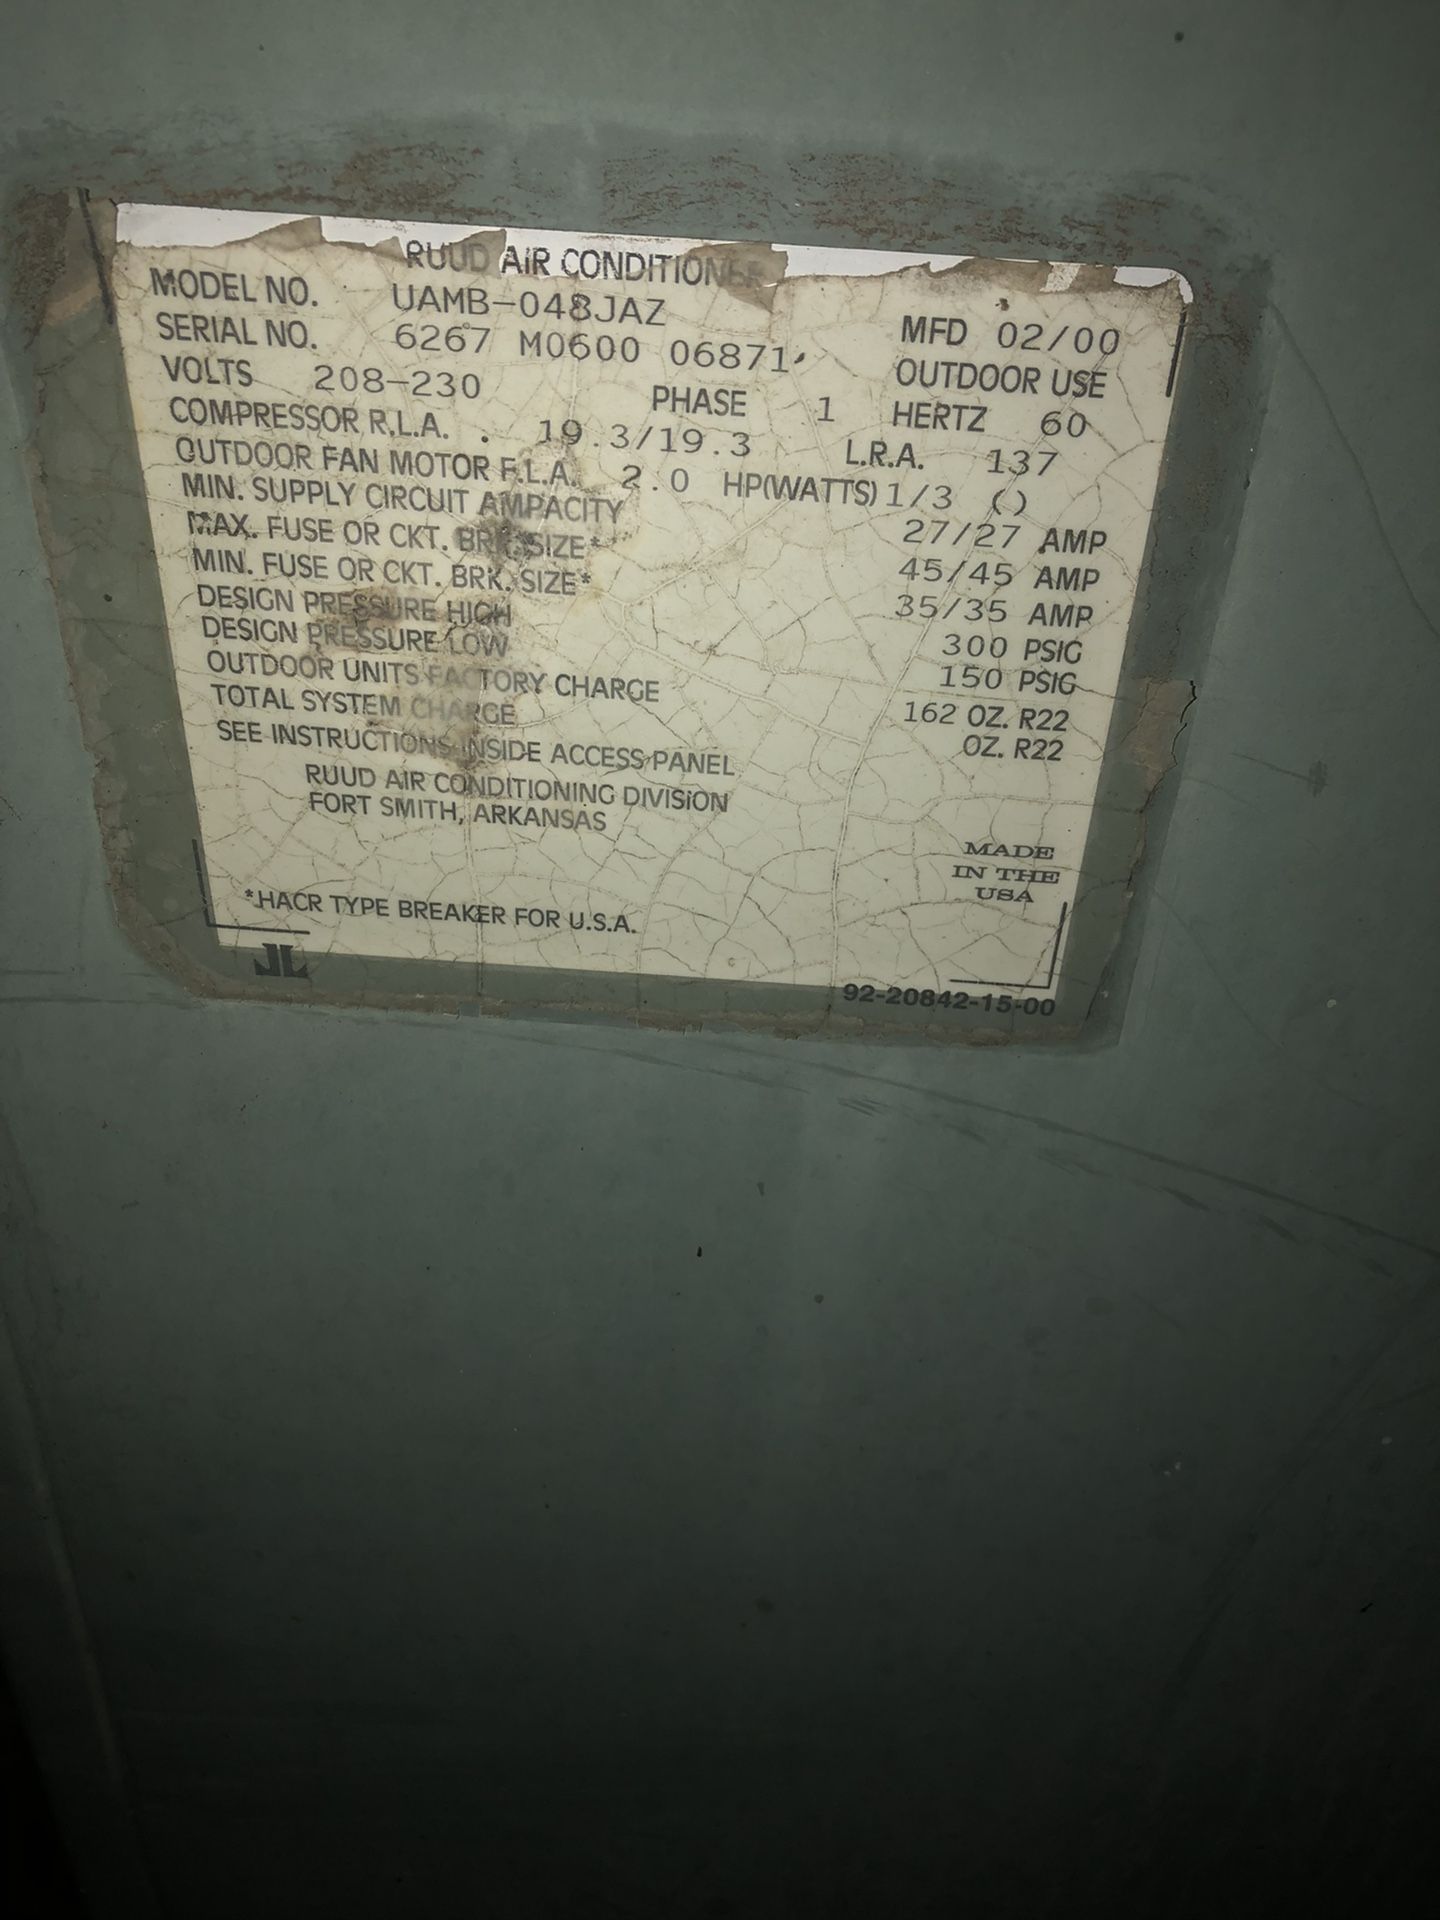 RUUD AIR CONDITIONER
MODEL NO. UAMB-048JAZ MFD 02/00
SERIAL NO. 6267 M0600 06871 OUTDOOR USE
VOLTS 208-230 PHASE 1 HERTZ 60
COMPRESSOR R.L.A. 19.3/19.3 L.R.A. 137
OUTDOOR FAN MOTOR F.L.A. 2.0 HP(WATTS) 1/3 ()
MIN. SUPPLY CIRCUIT AMPACITY 27/27 AMP
MAX. FUSE OR CKT. BRK. SIZE* 45/45 AMP
MIN. FUSE OR CKT. BRK. SIZE* 35/35 AMP
DESIGN PRESSURE HIGH 300 PSIG
DESIGN PRESSURE LOW 150 PSIG
OUTDOOR UNITS FACTORY CHARGE 162 OZ. R22
TOTAL SYSTEM CHARGE OZ. R22
SEE INSTRUCTIONS INSIDE ACCESS PANEL
RUUD AIR CONDITIONING DIVISION
FORT SMITH, ARKANSAS
MADE
IN THE
USA
*HACR TYPE BREAKER FOR U.S.A.
JL
92-20842-15-00